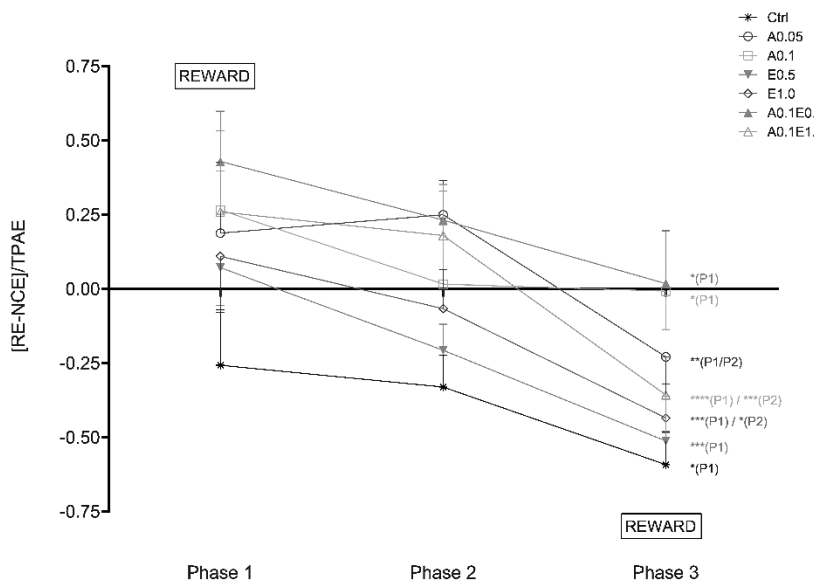 Ctrl
A0.05
A0.1
E0.5
E1.0
A0.1E0.
A0.1E1.
0.75
REWARD
0.50
0.25
0.00
-0.25
-0.50
-0.75
[RE-NCE]/TPAE
*(P1)
*(P1)
**(P1/P2)
****(P1) / ***(P2)
***(P1) / *(P2)
***(P1)
*(P1)
REWARD
Phase 1 Phase 2 Phase 3